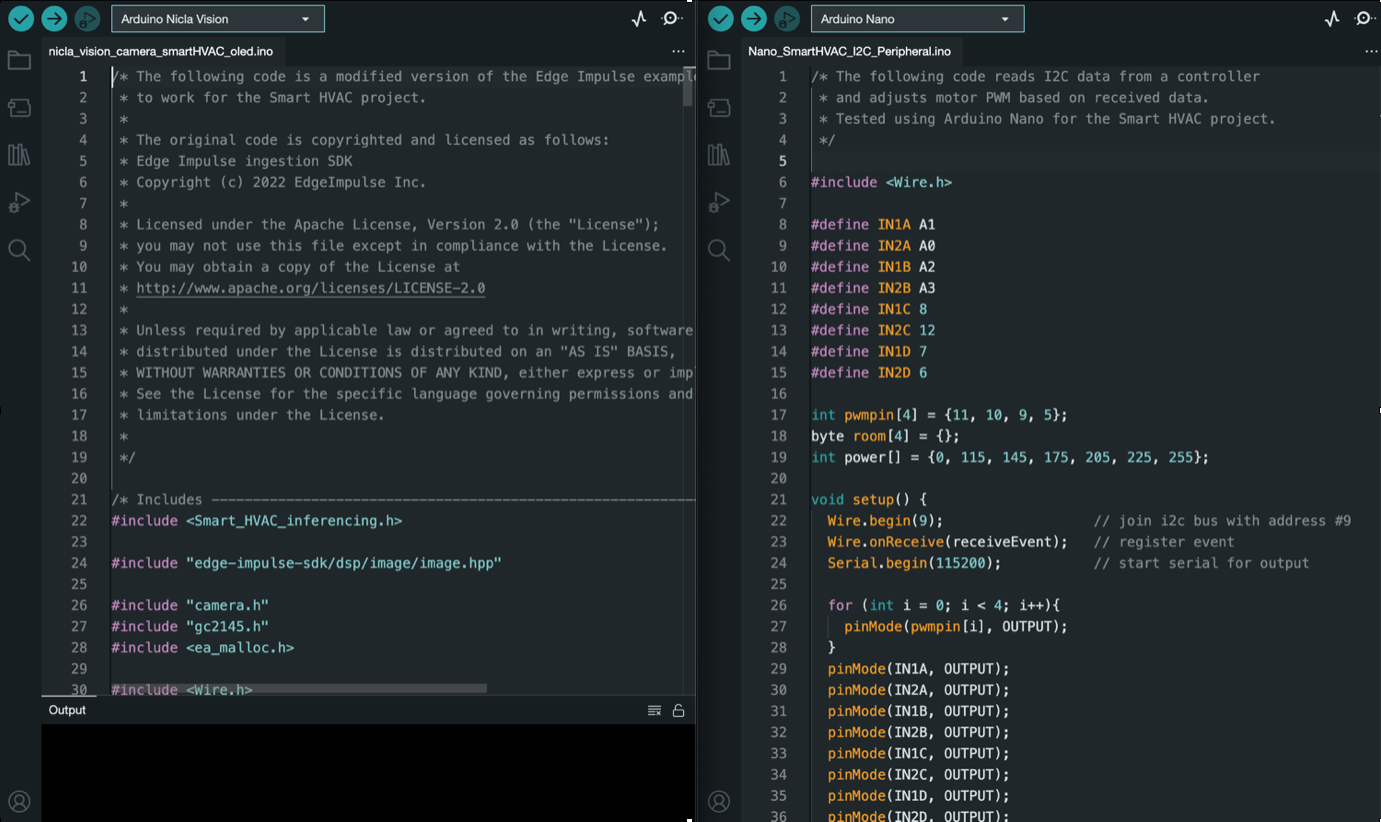 Arduino Nicla Vision
nicla_vision_camera_smartHVAC_oled.ino
1 /* The following code is a modified version of the Edge Impulse exampl
2 * to work for the Smart HVAC project.
3 *
4 * The original code is copyrighted and licensed as follows:
5 * Edge Impulse ingestion SDK
6 * Copyright (c) 2022 EdgeImpulse Inc.
7 *
8 * Licensed under the Apache License, Version 2.0 (the "License");
9 * you may not use this file except in compliance with the License.
10 * You may obtain a copy of the License at
11 * http://www.apache.org/licenses/LICENSE-2.0
12 *
13 * Unless required by applicable law or agreed to in writing, software
14 * distributed under the License is distributed on an "AS IS" BASIS,
15 * WITHOUT WARRANTIES OR CONDITIONS OF ANY KIND, either express or imp
16 * See the License for the specific language governing permissions and
17 * limitations under the License.
18 *
19 */
20
21 /* Includes ----------------------------------------------------------
22 #include <Smart_HVAC_inferencing.h>
23
24 #include "edge-impulse-sdk/dsp/image/image.hpp"
25
26 #include "camera.h"
27 #include "gc2145.h"
28 #include <ea_malloc.h>
29
30 #include <Wire.h>
Output
Arduino Nano
Nano_SmartHVAC_I2C_Peripheral.ino
1 /* The following code reads I2C data from a controller
2 * and adjusts motor PWM based on received data.
3 * Tested using Arduino Nano for the Smart HVAC project.
4 */
5
6 #include <Wire.h>
7
8 #define IN1A A1
9 #define IN2A A0
10 #define IN1B A2
11 #define IN2B A3
12 #define IN1C 8
13 #define IN2C 12
14 #define IN1D 7
15 #define IN2D 6
16
17 int pwmpin[4] = {11, 10, 9, 5};
18 byte room[4] = {};
19 int power[] = {0, 115, 145, 175, 205, 225, 255};
20
21 void setup() {
22 Wire.begin(9); // join i2c bus with address #9
23 Wire.onReceive(receiveEvent); // register event
24 Serial.begin(115200); // start serial for output
25
26 for (int i = 0; i < 4; i++){
27 pinMode(pwmpin[i], OUTPUT);
28 }
29 pinMode(IN1A, OUTPUT);
30 pinMode(IN2A, OUTPUT);
31 pinMode(IN1B, OUTPUT);
32 pinMode(IN2B, OUTPUT);
33 pinMode(IN1C, OUTPUT);
34 pinMode(IN2C, OUTPUT);
35 pinMode(IN1D, OUTPUT);
36 pinMode(IN2D, OUTPUT);